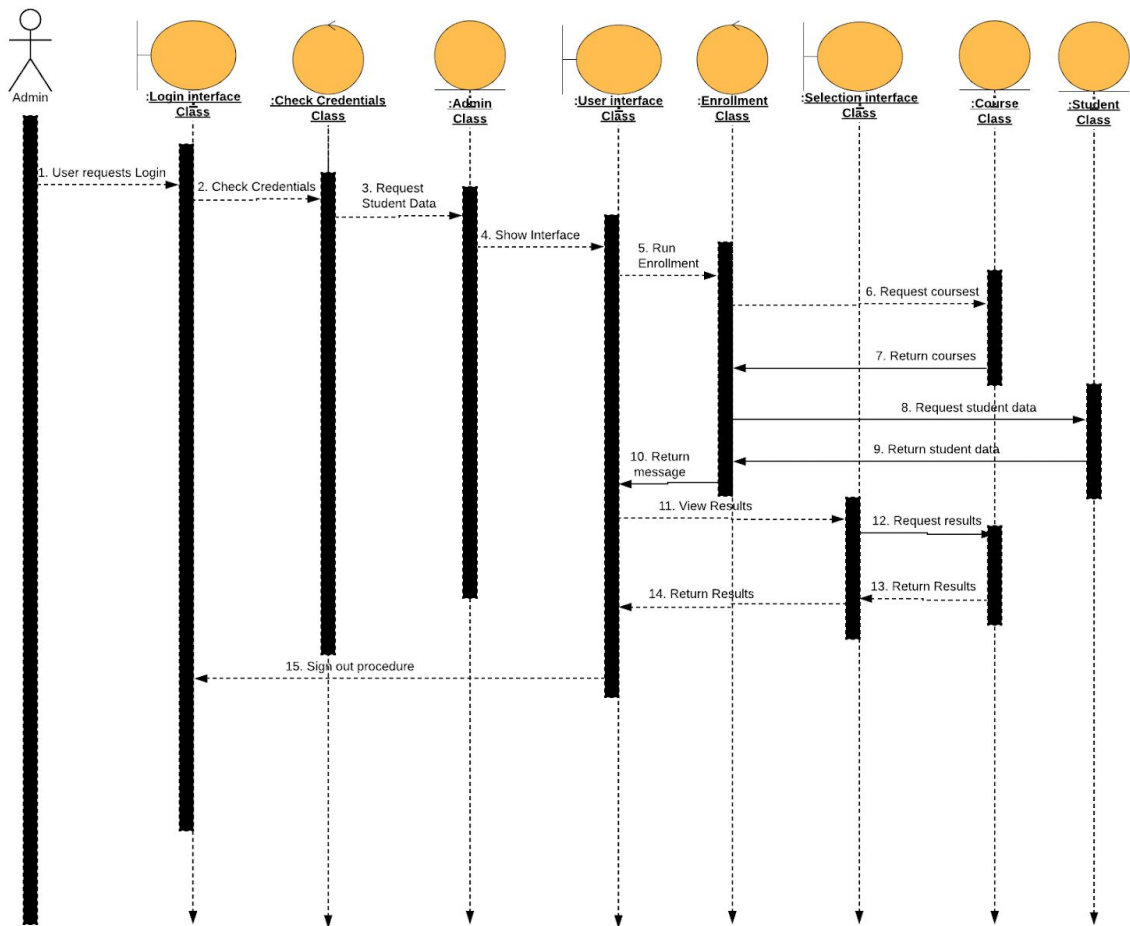 Admin
:Login interface
Class
:Check Credentials
Class
:Admin
Class
:User interface
Class
:Enrollment
Class
:Selection interface
Class
:Course
Class
:Student
Class
1. User requests Login
2. Check Credentials
3. Request
Student Data
4. Show Interface
5. Run
Enrollment
6. Request coursest
7. Return courses
8. Request student data
9. Return student data
10. Return
message
11. View Results
12. Request results
13. Return Results
14. Return Results
15. Sign out procedure